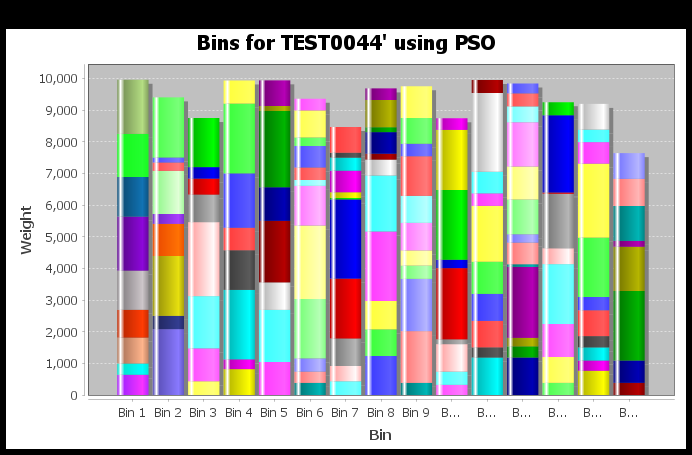 Bins for TEST0044' using PSO
10,000
9,000
8,000
7,000
6,000
5,000
4,000
3,000
2,000
1,000
0
Weight
Bin 1 Bin 2 Bin 3 Bin 4 Bin 5 Bin 6 Bin 7 Bin 8 Bin 9 B... B... B... B... B... B...
Bin